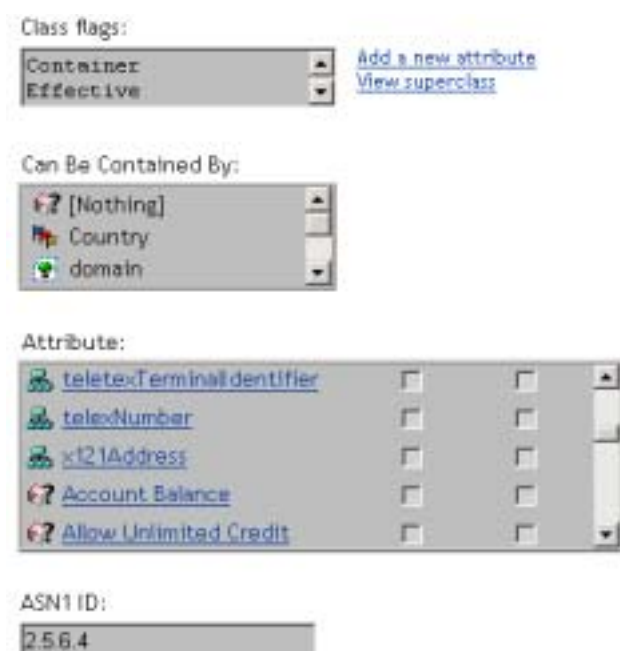 Class flags:
Container
Effective
Add a new attribute
View superclass
Can Be Contained By:
[Nothing]
Country
domain
Attribute:
teletexTerminalIdentifier
telexNumber
x121Address
Account Balance
Allow Unlimited Credit
ASN1 ID:
2.5.6.4